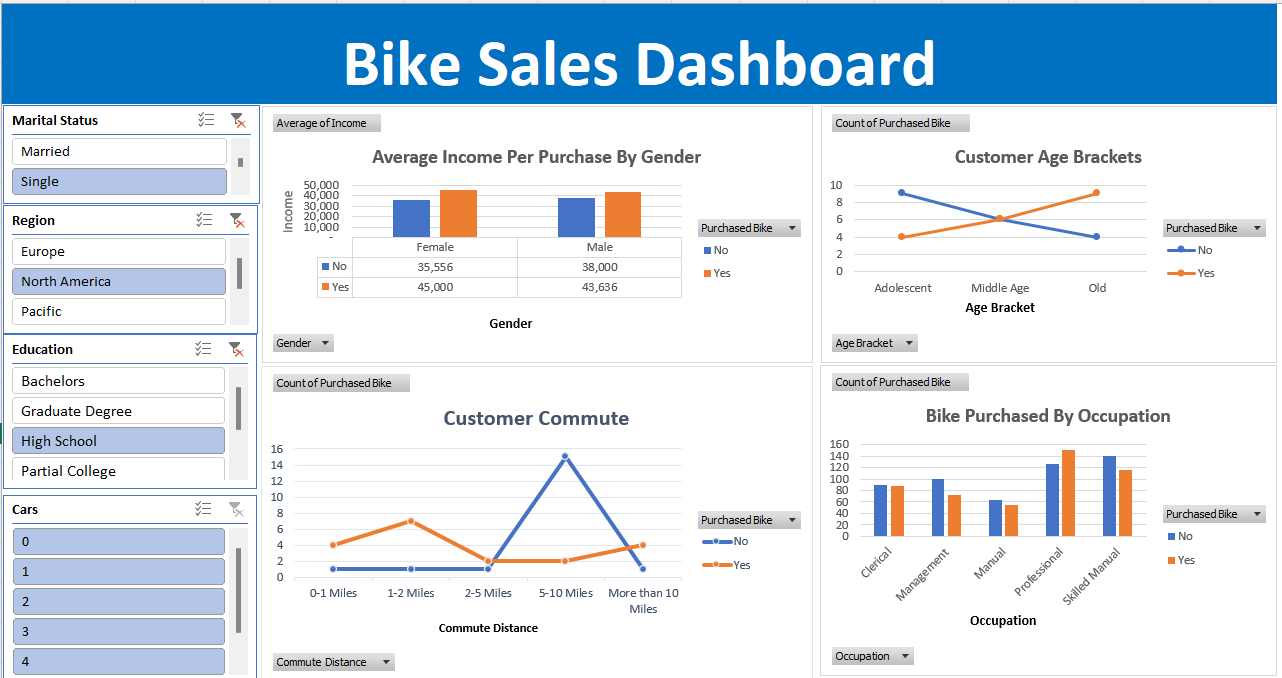 Bike Sales Dashboard
Marital Status
Married
Single
Region
Europe
North America
Pacific
Education
Bachelors
Graduate Degree
High School
Partial College
Cars
0
1
2
3
4
Average of Income
Average Income Per Purchase By Gender
Income
50,000
40,000
30,000
20,000
10,000
-
Female Male
No 35,556 38,000
Yes 45,000 43,636
Gender
Purchased Bike
No
Yes
Gender
Count of Purchased Bike
Customer Age Brackets
10
8
6
4
2
0
Adolescent Middle Age Old
Age Bracket
Purchased Bike
No
Yes
Age Bracket
Count of Purchased Bike
Customer Commute
16
14
12
10
8
6
4
2
0
0-1 Miles 1-2 Miles 2-5 Miles 5-10 Miles More than 10
Miles
Commute Distance
Purchased Bike
No
Yes
Commute Distance
Count of Purchased Bike
Bike Purchased By Occupation
160
140
120
100
80
60
40
20
0
Clerical Management Manual Professional Skilled Manual
Occupation
Purchased Bike
No
Yes
Occupation